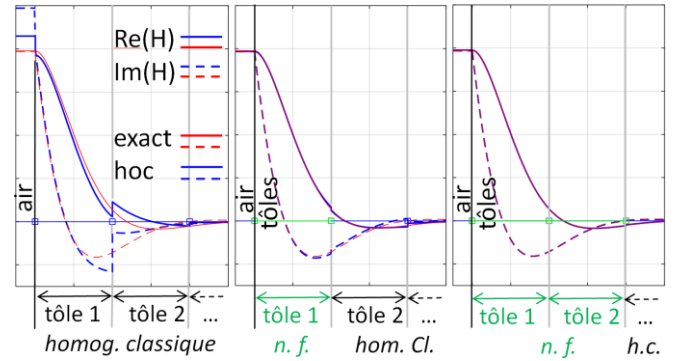 Re(H)
Im(H)
exact
hoc
air
tôle 1
tôle 2
...
homog. classique
air
tôles
tôle 1
tôle 2
...
n. f.
hom. Cl.
air
tôles
tôle 1
tôle 2
...
n. f.
h.c.